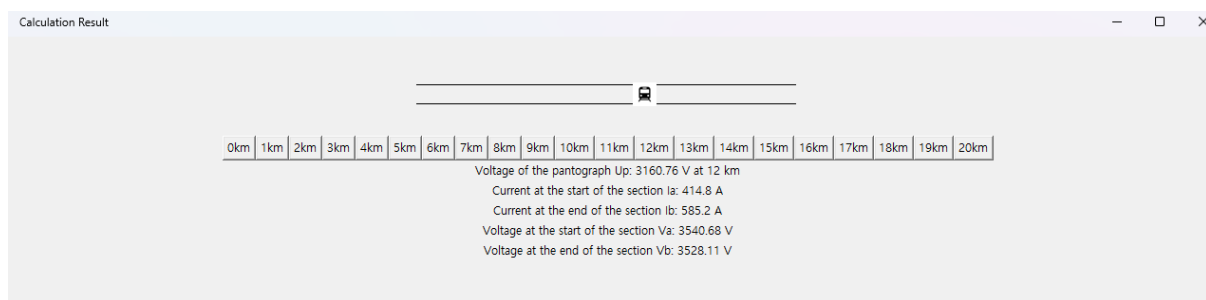 Calculation Result
0km 1km 2km 3km 4km 5km 6km 7km 8km 9km 10km 11km 12km 13km 14km 15km 16km 17km 18km 19km 20km
Voltage of the pantograph Up: 3160.76 V at 12 km
Current at the start of the section Ia: 414.8 A
Current at the end of the section Ib: 585.2 A
Voltage at the start of the section Va: 3540.68 V
Voltage at the end of the section Vb: 3528.11 V